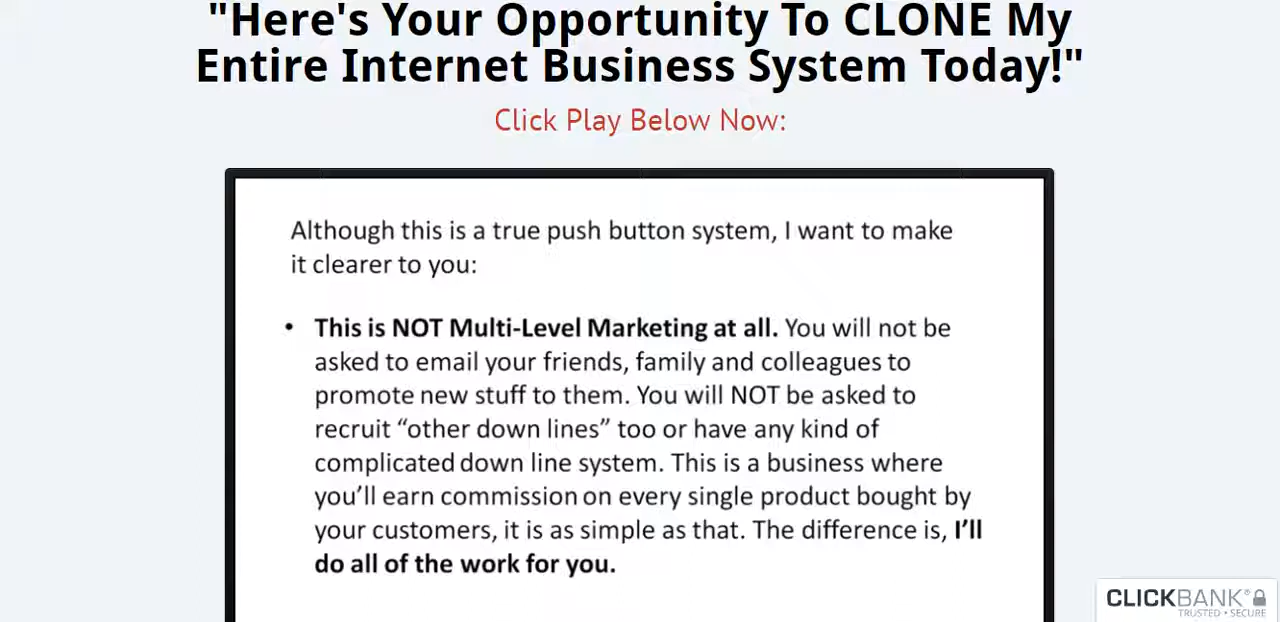 "Here's Your Opportunity To CLONE My
Entire Internet Business System Today!"
Click Play Below Now:
Although this is a true push button system, I want to make
it clearer to you:
• This is NOT Multi-Level Marketing at all. You will not be
asked to email your friends, family and colleagues to
promote new stuff to them. You will NOT be asked to
recruit “other down lines” too or have any kind of
complicated down line system. This is a business where
you’ll earn commission on every single product bought by
your customers, it is as simple as that. The difference is, I’ll
do all of the work for you.
CLICKBANK®
TRUSTED • SECURE